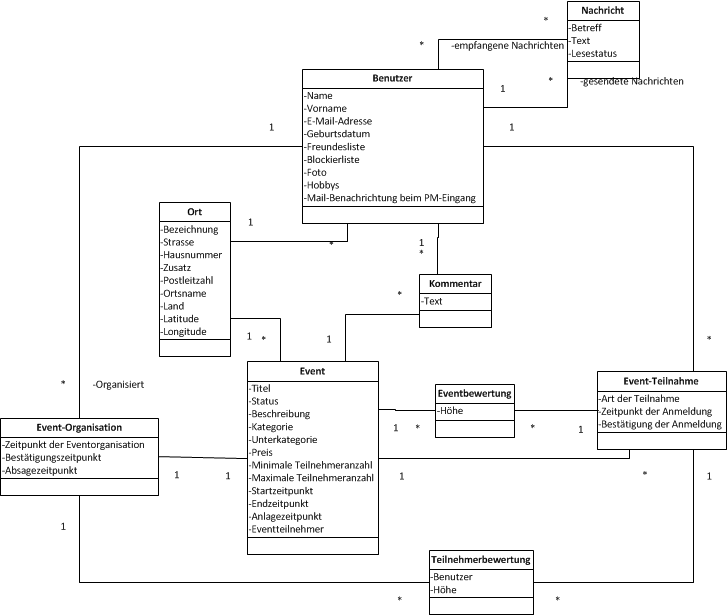 Nachricht
-Betreff
-Text
-Lesestatus
*
*
-empfangene Nachrichten
*
-gesendete Nachrichten
1
Benutzer
-Name
-Vorname
-E-Mail-Adresse
-Geburtsdatum
-Freundesliste
-Blockierliste
-Foto
-Hobbys
-Mail-Benachrichtung beim PM-Eingang
1
1
Ort
-Bezeichnung
-Strasse
-Hausnummer
-Zusatz
-Postleitzahl
-Ortsname
-Land
-Latitude
-Longitude
1
*
1
*
Kommentar
-Text
*
1
1
*
Event
-Titel
-Status
-Beschreibung
-Kategorie
-Unterkategorie
-Preis
-Minimale Teilnehmeranzahl
-Maximale Teilnehmeranzahl
-Startzeitpunkt
-Endzeitpunkt
-Anlagezeitpunkt
-Eventteilnehmer
Eventbewertung
-Höhe
1
*
*
1
*
Event-Teilnahme
-Art der Teilnahme
-Zeitpunkt der Anmeldung
-Bestätigung der Anmeldung
*
-Organisiert
Event-Organisation
-Zeitpunkt der Eventorganisation
-Bestätigungszeitpunkt
-Absagezeitpunkt
1
1
1
*
1
1
Teilnehmerbewertung
-Benutzer
-Höhe
*
*